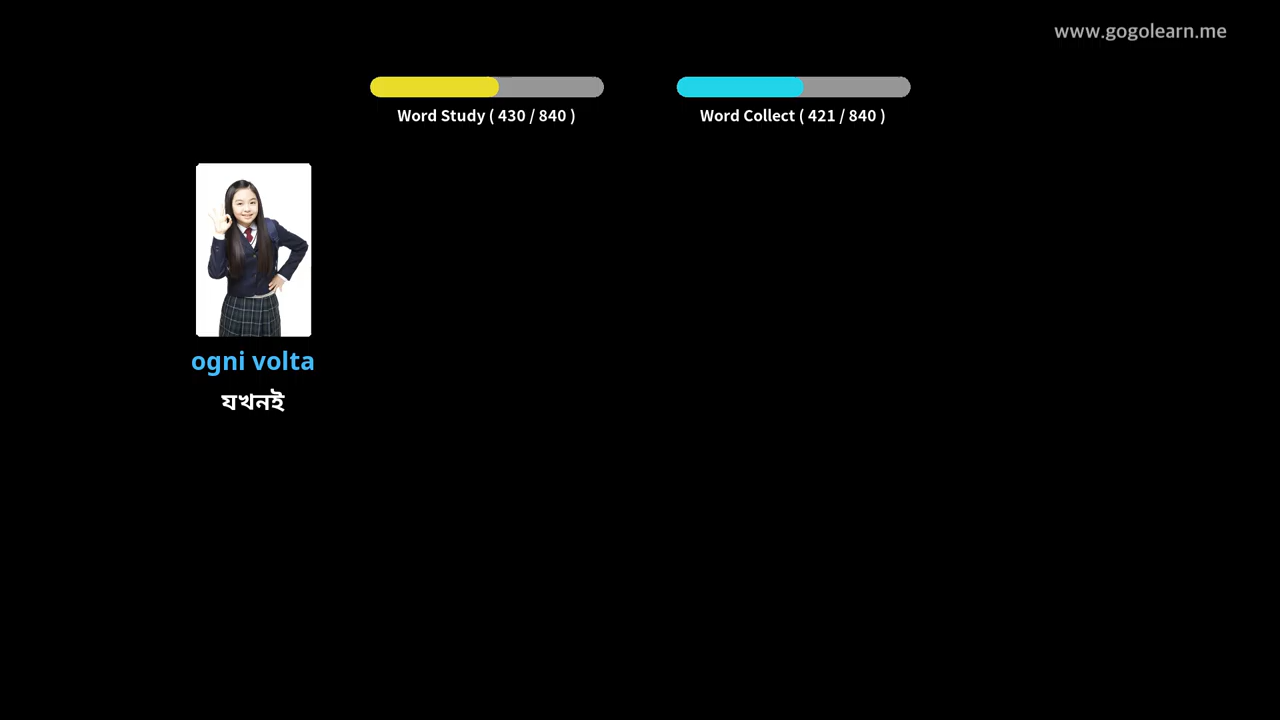 www.gogolearn.me
Word Study ( 430 / 840 )
Word Collect ( 421 / 840 )
ogni volta
যখনই